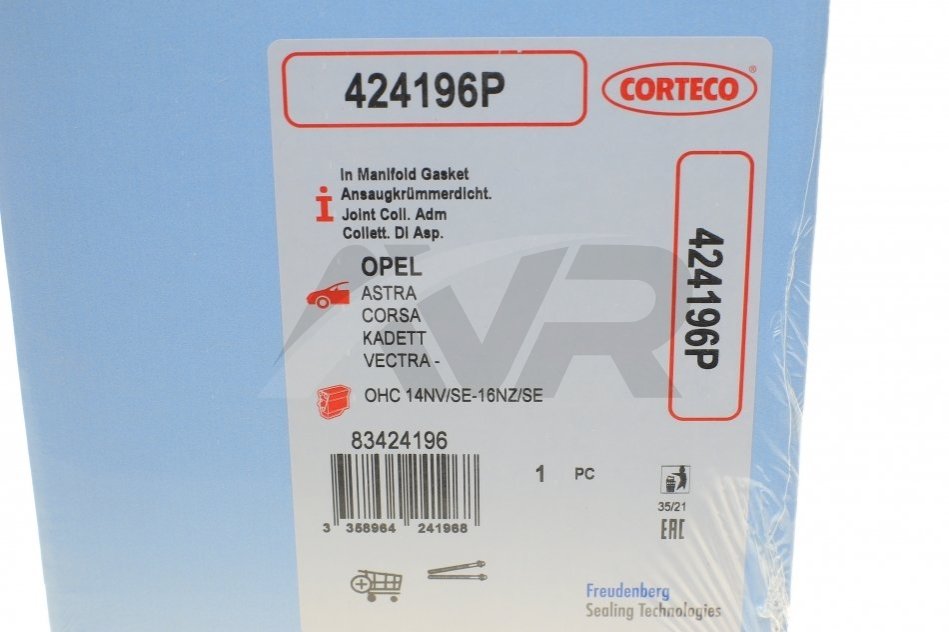 424196P
CORTECO®
In Manifold Gasket
Ansaugkrümmerdicht.
Joint Coll. Adm
Collett. DI Asp.
424196P
OPEL
ASTRA
CORSA
KADETT
VECTRA -
AVR
OHC 14NV/SE-16NZ/SE
83424196
1 PC
3 358964 241968
35/21
EAC
Freudenberg
Sealing Technologies